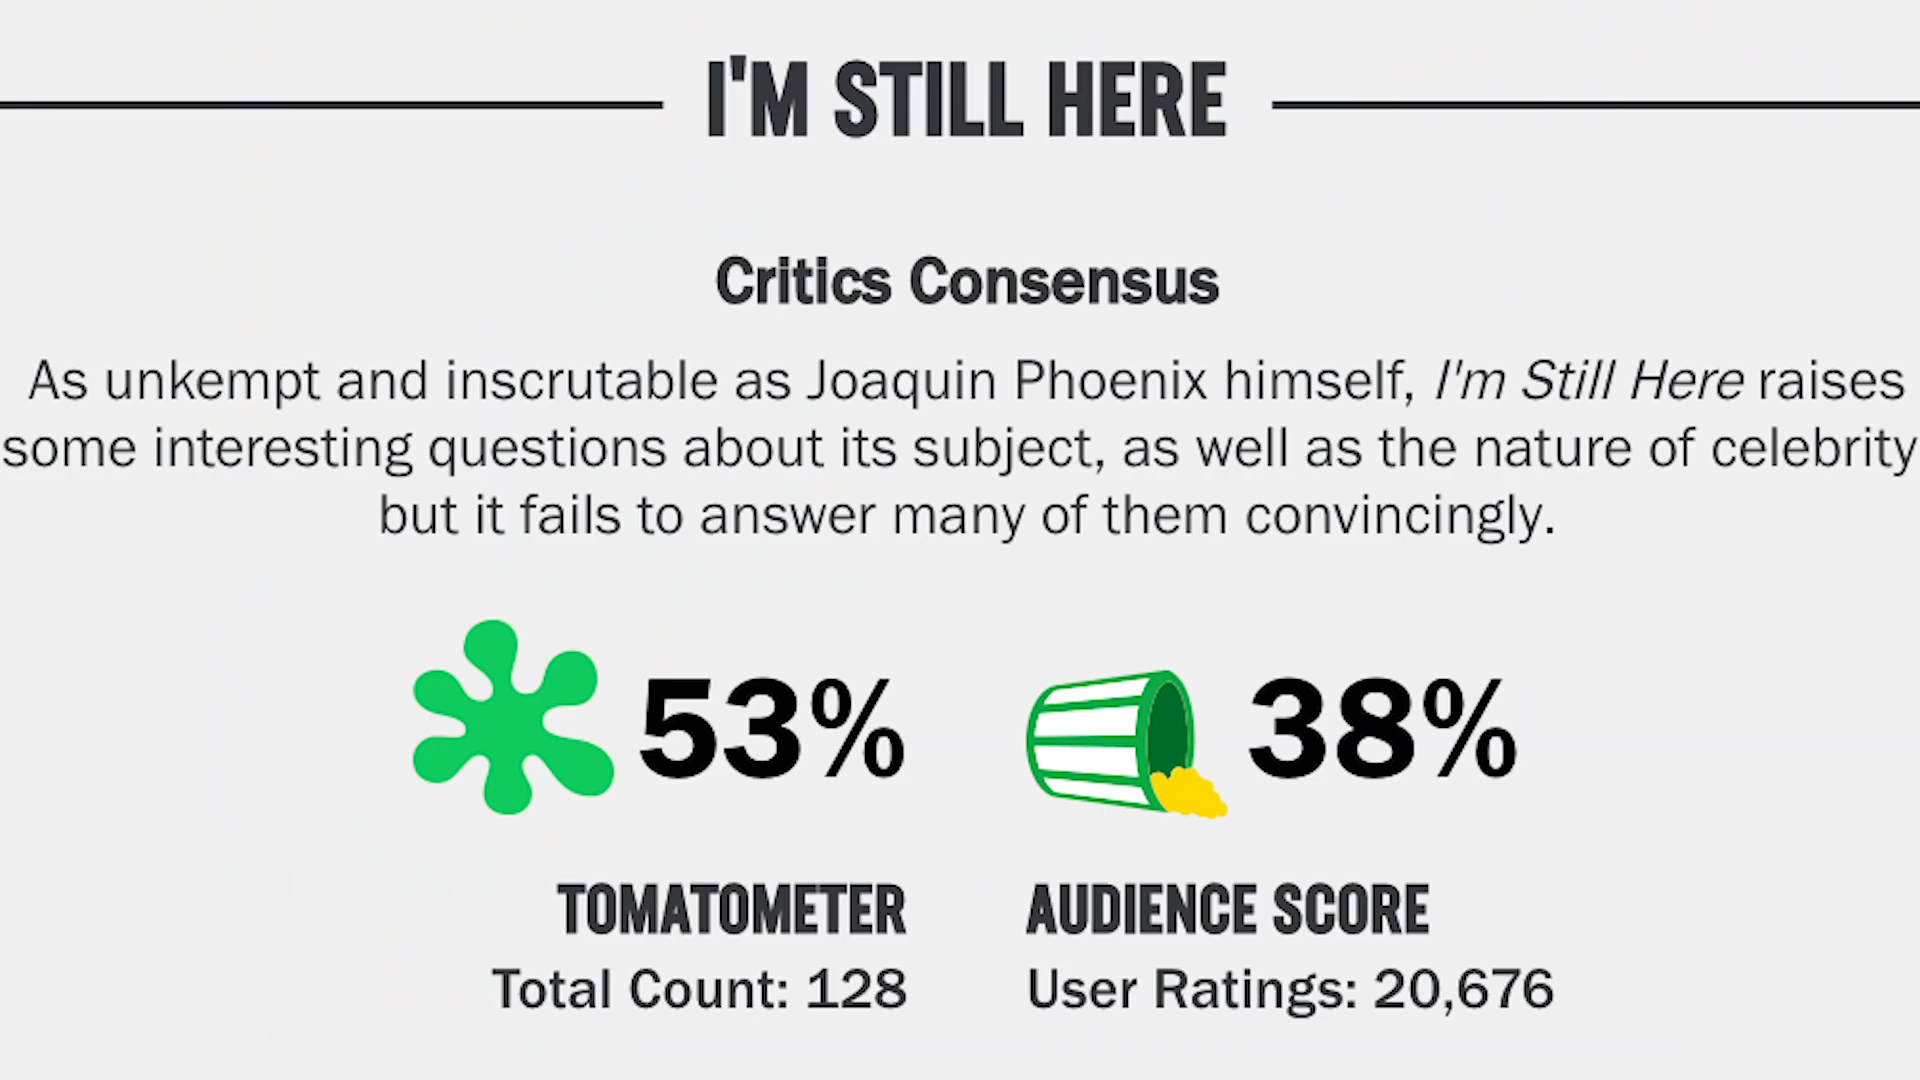 I'M STILL HERE
Critics Consensus
As unkempt and inscrutable as Joaquin Phoenix himself, I'm Still Here raises
some interesting questions about its subject, as well as the nature of celebrity
but it fails to answer many of them convincingly.
53% 38%
TOMATOMETER AUDIENCE SCORE
Total Count: 128 User Ratings: 20,676